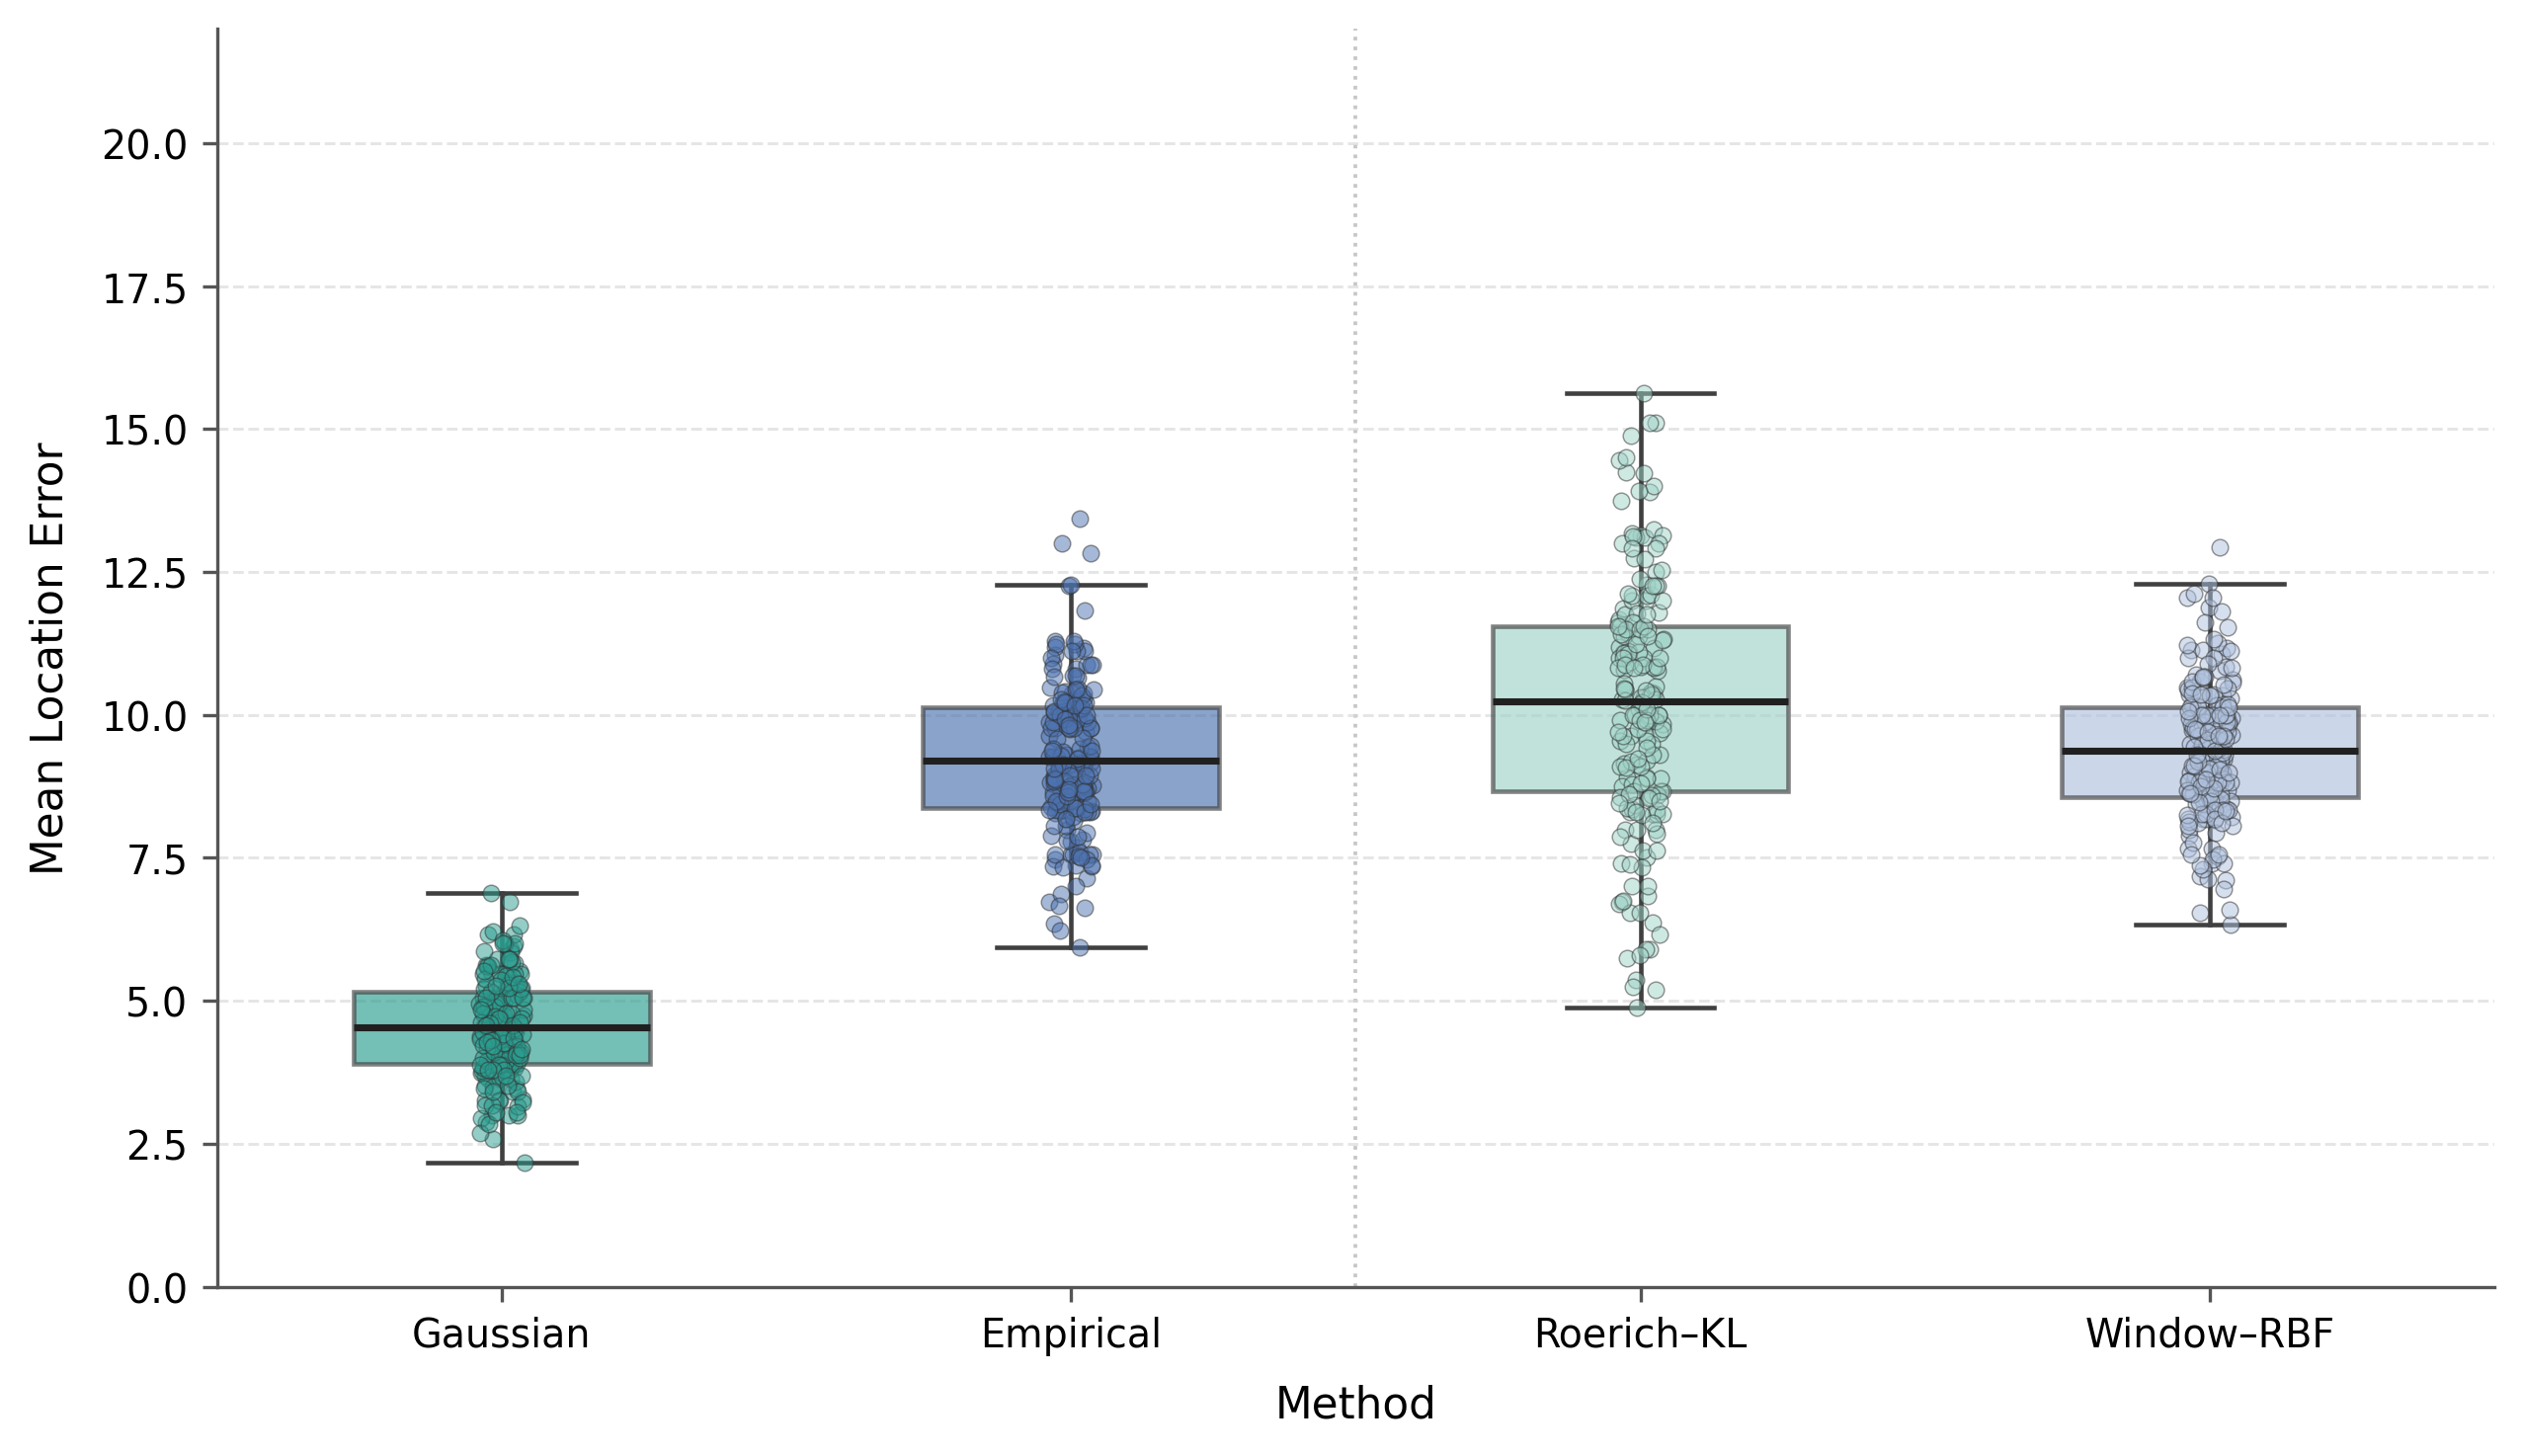 Mean Location Error
20.0
17.5
15.0
12.5
10.0
7.5
5.0
2.5
0.0
Gaussian
Empirical
Roerich–KL
Window–RBF
Method